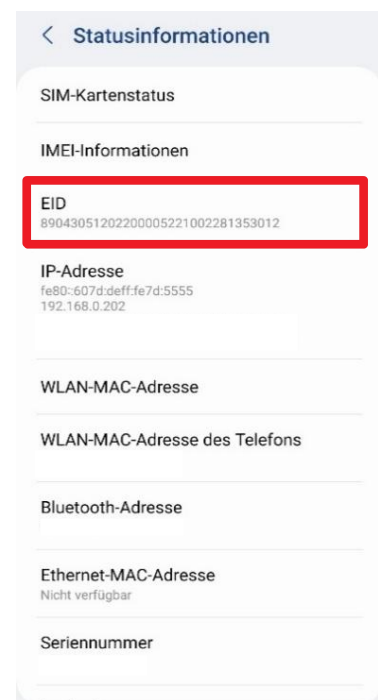 Statusinformationen
SIM-Kartenstatus
IMEI-Informationen
EID
89043051202200005221002281353012
IP-Adresse
fe80::607d:deff:fe7d:5555
192.168.0.202
WLAN-MAC-Adresse
WLAN-MAC-Adresse des Telefons
Bluetooth-Adresse
Ethernet-MAC-Adresse
Nicht verfügbar
Seriennummer